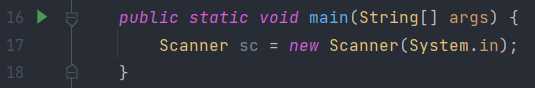 16 public static void main(String[] args) {
17 Scanner sc = new Scanner(System.in);
18 }